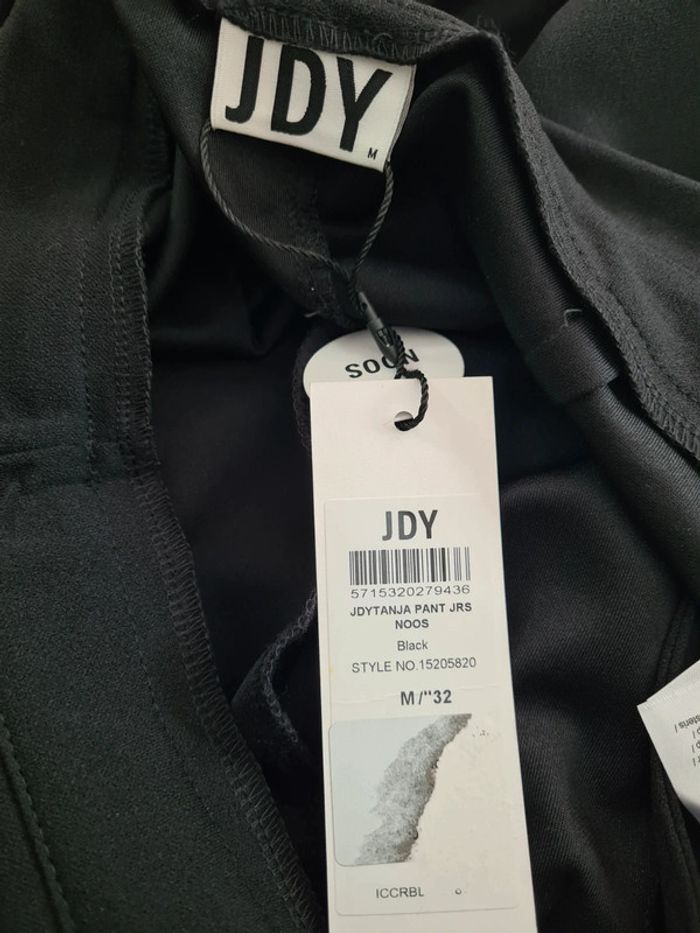 JDY
M
SOON
JDY
5715320279436
JDYTANJA PANT JRS
NOOS
Black
STYLE NO.15205820
M/"32
ICCRBL